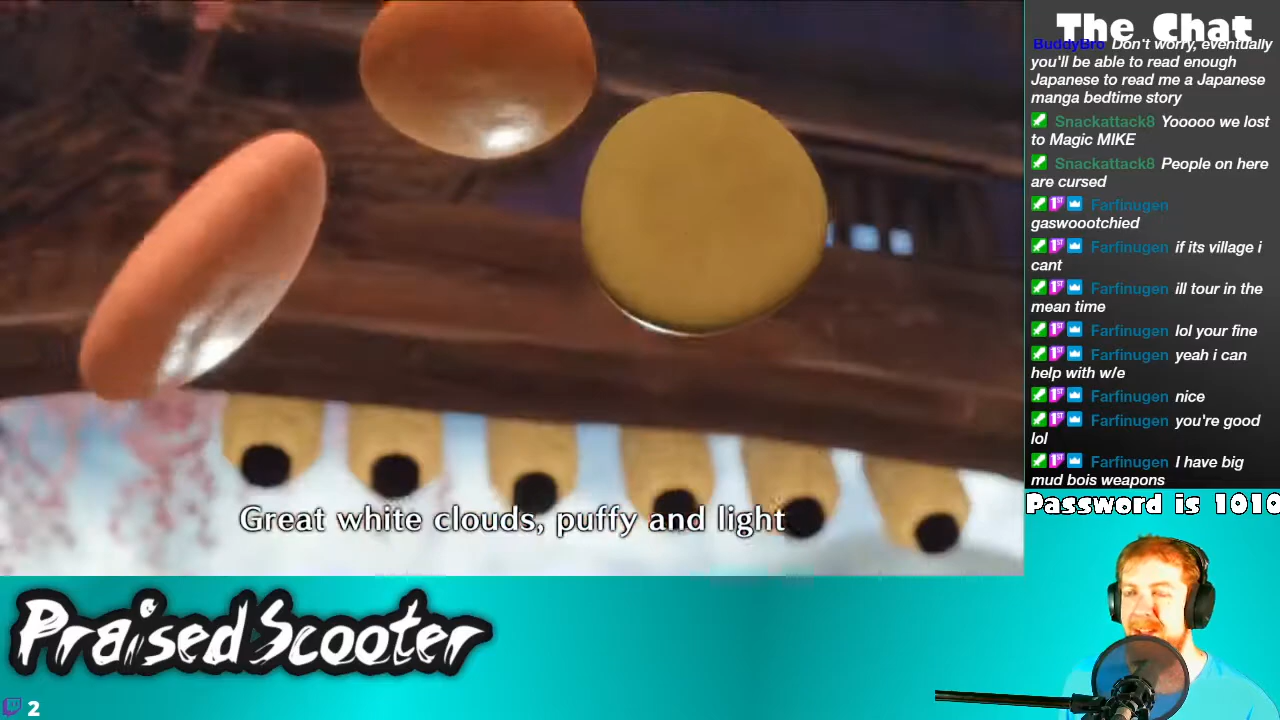 The Chat
BuddyBro Don't worry, eventually
you'll be able to read enough
Japanese to read me a Japanese
manga bedtime story
Snackattack8 Yooooo we lost
to Magic MIKE
Snackattack8 People on here
are cursed
Farfinugen
gaswoootchied
Farfinugen if its village i
cant
Farfinugen ill tour in the
mean time
Farfinugen lol your fine
Farfinugen yeah i can
help with w/e
Farfinugen nice
Farfinugen you're good
lol
Farfinugen I have big
mud bois weapons
Password is 1010
Great white clouds, puffy and light
PraisedScooter
2